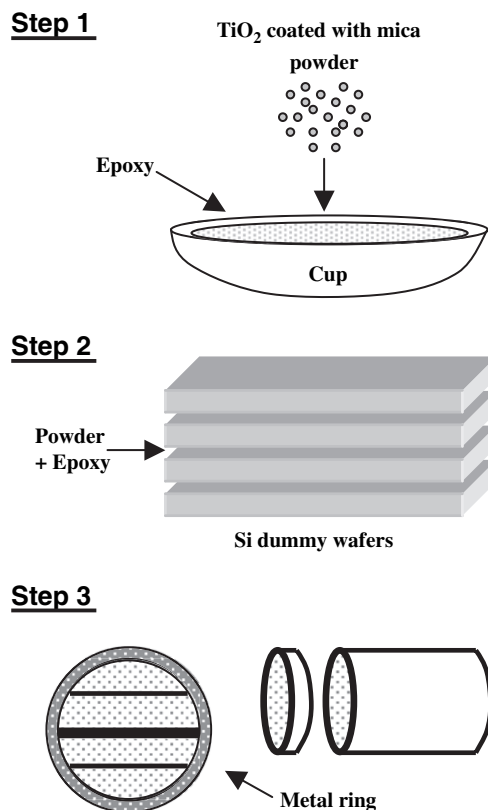 Step 1
TiO2 coated with mica
powder
Epoxy
Cup
Step 2
Powder
+ Epoxy
Si dummy wafers
Step 3
Metal ring